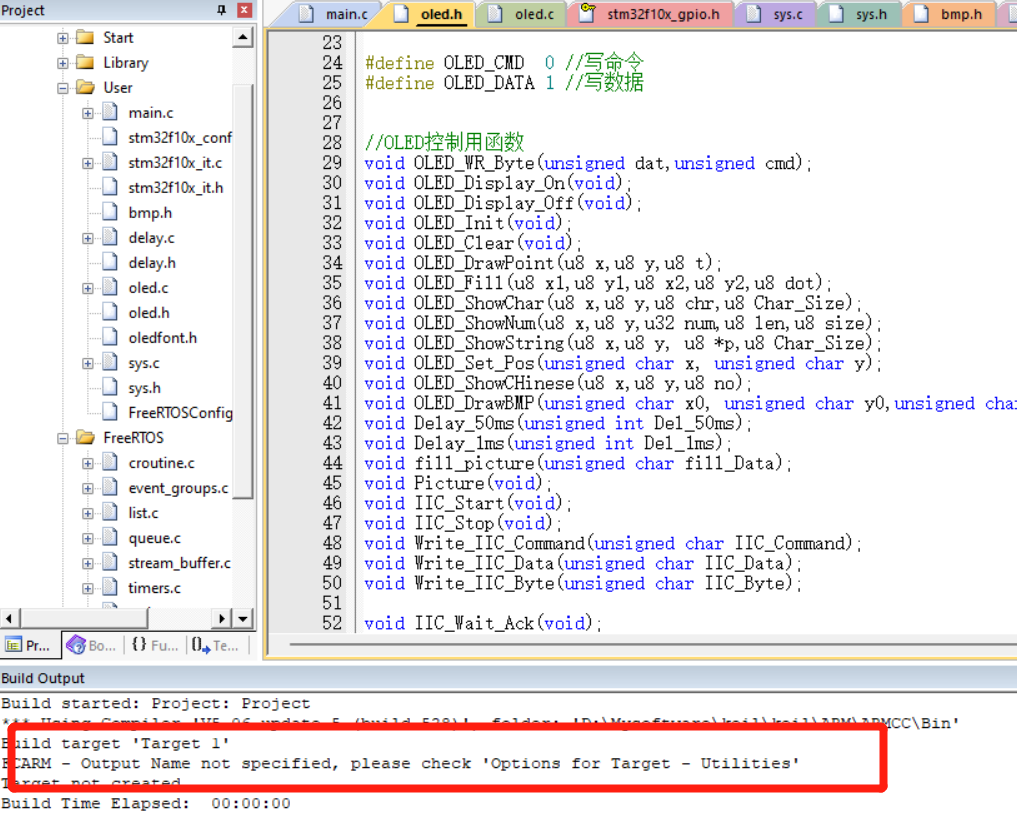 Project
Start
Library
User
main.c
stm32f10x_conf
stm32f10x_it.c
stm32f10x_it.h
bmp.h
delay.c
delay.h
oled.c
oled.h
oledfont.h
sys.c
sys.h
FreeRTOSConfig
FreeRTOS
croutine.c
event_groups.c
list.c
queue.c
stream_buffer.c
timers.c
Pr...
Bo...
{} Fu...
Te...
main.c
oled.h
oled.c
stm32f10x_gpio.h
sys.c
sys.h
bmp.h
23
24 #define OLED_CMD 0 //写命令
25 #define OLED_DATA 1 //写数据
26
27
28 //OLED控制用函数
29 void OLED_WR_Byte(unsigned dat,unsigned cmd);
30 void OLED_Display_On(void);
31 void OLED_Display_Off(void);
32 void OLED_Init(void);
33 void OLED_Clear(void);
34 void OLED_DrawPoint(u8 x,u8 y,u8 t);
35 void OLED_Fill(u8 x1,u8 y1,u8 x2,u8 y2,u8 dot);
36 void OLED_ShowChar(u8 x,u8 y,u8 chr,u8 Char_Size);
37 void OLED_ShowNum(u8 x,u8 y,u32 num,u8 len,u8 size);
38 void OLED_ShowString(u8 x,u8 y, u8 *p,u8 Char_Size);
39 void OLED_Set_Pos(unsigned char x, unsigned char y);
40 void OLED_ShowCHinese(u8 x,u8 y,u8 no);
41 void OLED_DrawBMP(unsigned char x0, unsigned char y0,unsigned char
42 void Delay_50ms(unsigned int Del_50ms);
43 void Delay_1ms(unsigned int Del_1ms);
44 void fill_picture(unsigned char fill_Data);
45 void Picture(void);
46 void IIC_Start(void);
47 void IIC_Stop(void);
48 void Write_IIC_Command(unsigned char IIC_Command);
49 void Write_IIC_Data(unsigned char IIC_Data);
50 void Write_IIC_Byte(unsigned char IIC_Byte);
51
52 void IIC_Wait_Ack(void);
Build Output
Build started: Project: Project
*** Using Compiler 'V5.06 update 5 (build 528)', folder: 'D:\Mysoftware\keil\keil\ARM\ARMCC\Bin'
Build target 'Target 1'
FCARM - Output Name not specified, please check 'Options for Target - Utilities'
Target not created
Build Time Elapsed: 00:00:00